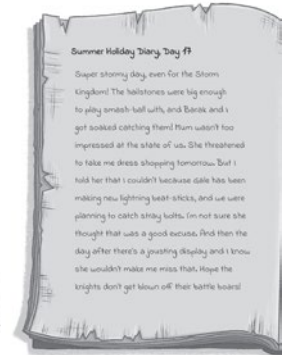 Summer Holiday Diary, Day 17
Super stormy day, even for the Storm
Kingdom! The hailstones were big enough
to play smash-ball with, and Barak and I
got soaked catching them! Mum wasn't too
impressed at the state of us. She threatened
to take me dress shopping tomorrow. But I
told her that I couldn't because Gale has been
making new lightning beat-sticks, and we were
planning to catch stray bolts. I'm not sure she
thought that was a good excuse. And then the
day after there's a jousting display and I know
she wouldn't make me miss that. Hope the
knights don't get blown off their battle boars!